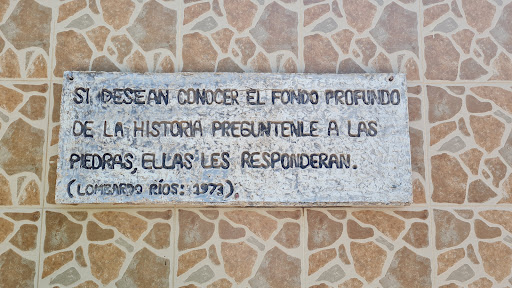 SI DESEAN CONOCER EL FONDO PROFUNDO
DE LA HISTORIA PREGUNTENLE A LAS
PIEDRAS, ELLAS LES RESPONDERAN.
(LOMBARDO RÍOS: 1973).